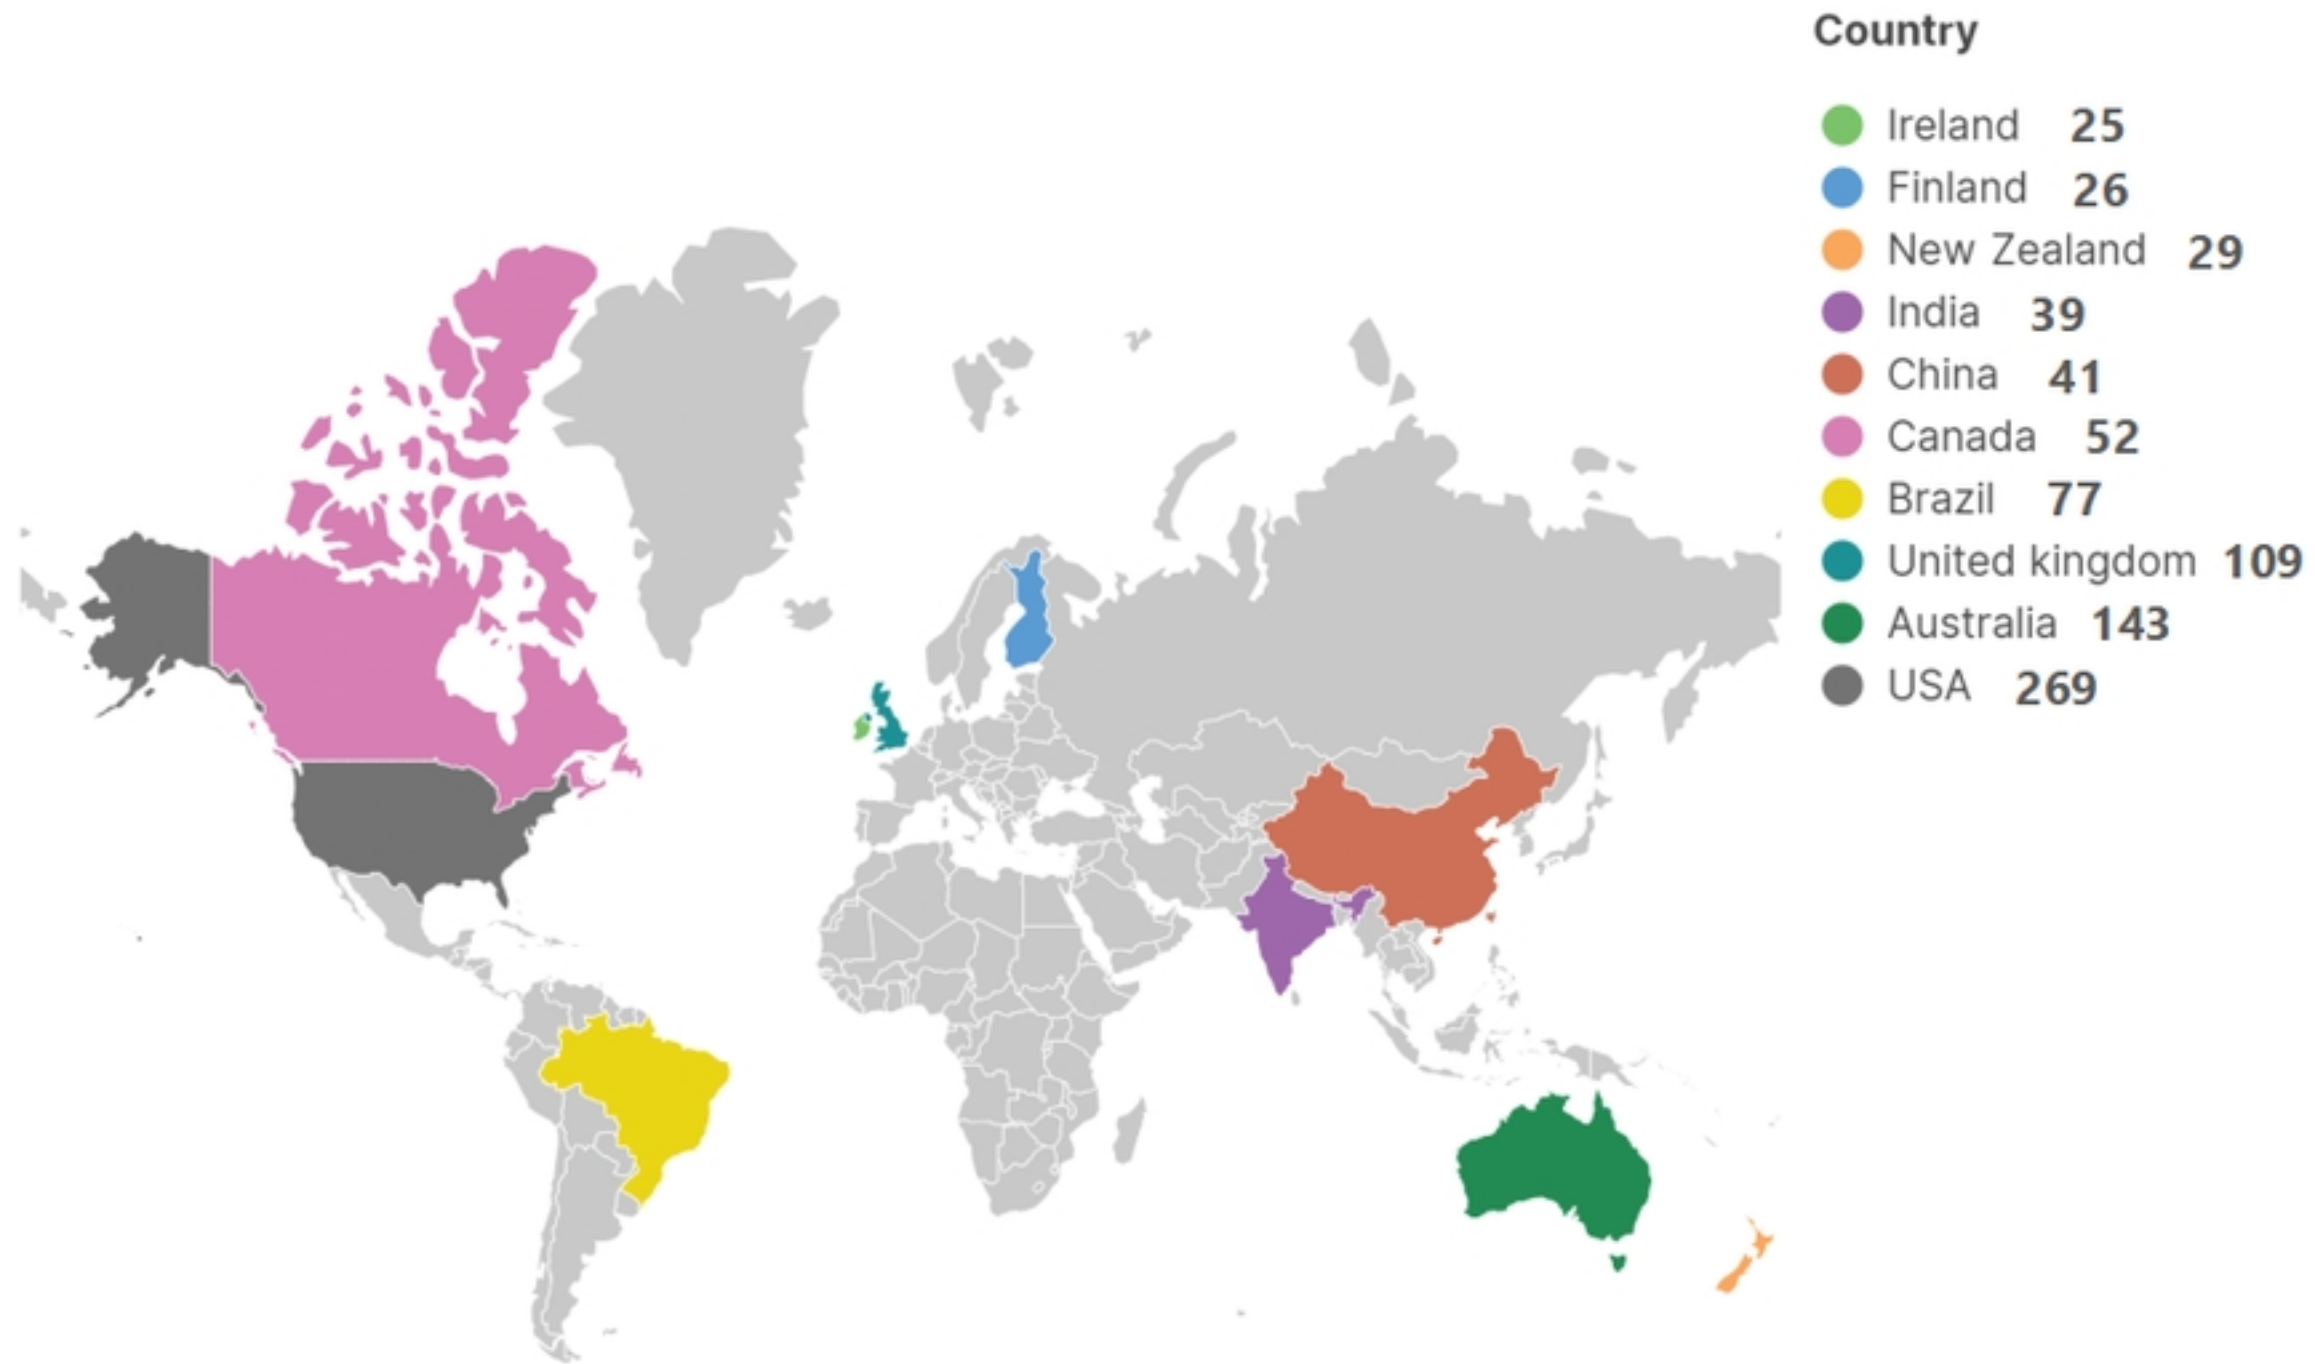 Country
Ireland 25
Finland 26
New Zealand 29
India 39
China 41
Canada 52
Brazil 77
United kingdom 109
Australia 143
USA 269